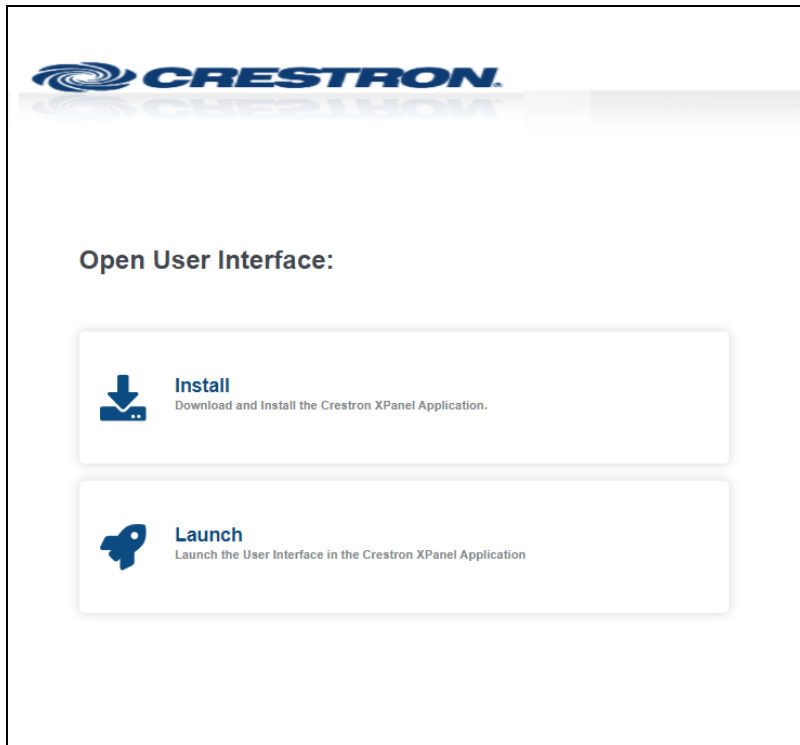 CRESTRON.
Open User Interface:
Install
Download and Install the Crestron XPanel Application.
Launch
Launch the User Interface in the Crestron XPanel Application